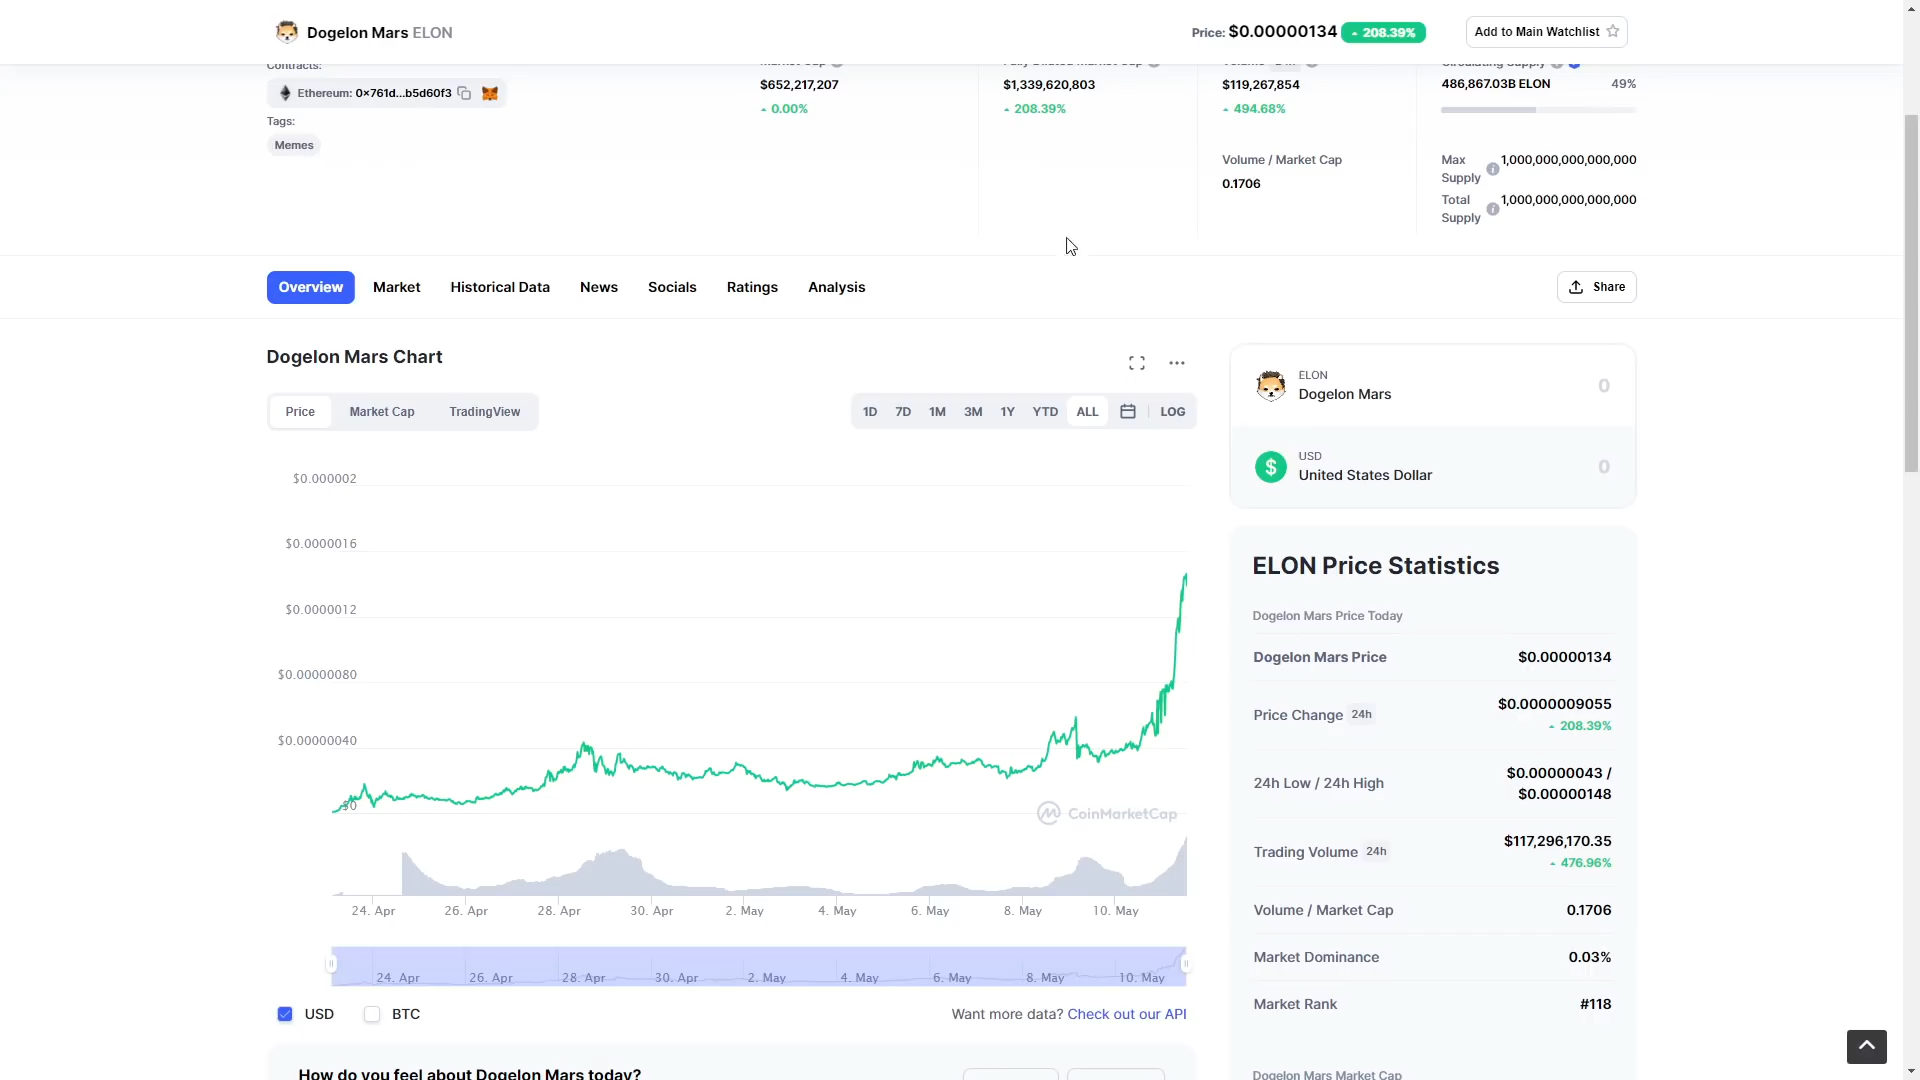 Dogelon Mars ELON
Price: $0.00000134 208.39%
Add to Main Watchlist
Contracts:
Ethereum: 0x761d...b5d60f3
Tags:
Memes
$652,217,207
0.00%
$1,339,620,803
208.39%
$119,267,854
494.68%
Volume / Market Cap
0.1706
Circulating Supply
486,867.03B ELON 49%
Max Supply 1,000,000,000,000,000
Total Supply 1,000,000,000,000,000
Overview Market Historical Data News Socials Ratings Analysis
Share
Dogelon Mars Chart
Price Market Cap TradingView
1D 7D 1M 3M 1Y YTD ALL LOG
$0.000002
$0.0000016
$0.0000012
$0.00000080
$0.00000040
$0
CoinMarketCap
24. Apr 26. Apr 28. Apr 30. Apr 2. May 4. May 6. May 8. May 10. May
24. Apr 26. Apr 28. Apr 30. Apr 2. May 4. May 6. May 8. May 10. May
USD BTC
Want more data? Check out our API
How do you feel about Dogelon Mars today?
ELON
Dogelon Mars 0
USD
United States Dollar 0
ELON Price Statistics
Dogelon Mars Price Today
Dogelon Mars Price $0.00000134
Price Change 24h $0.0000009055
208.39%
24h Low / 24h High $0.00000043 /
$0.00000148
Trading Volume 24h $117,296,170.35
476.96%
Volume / Market Cap 0.1706
Market Dominance 0.03%
Market Rank #118
Dogelon Mars Market Cap